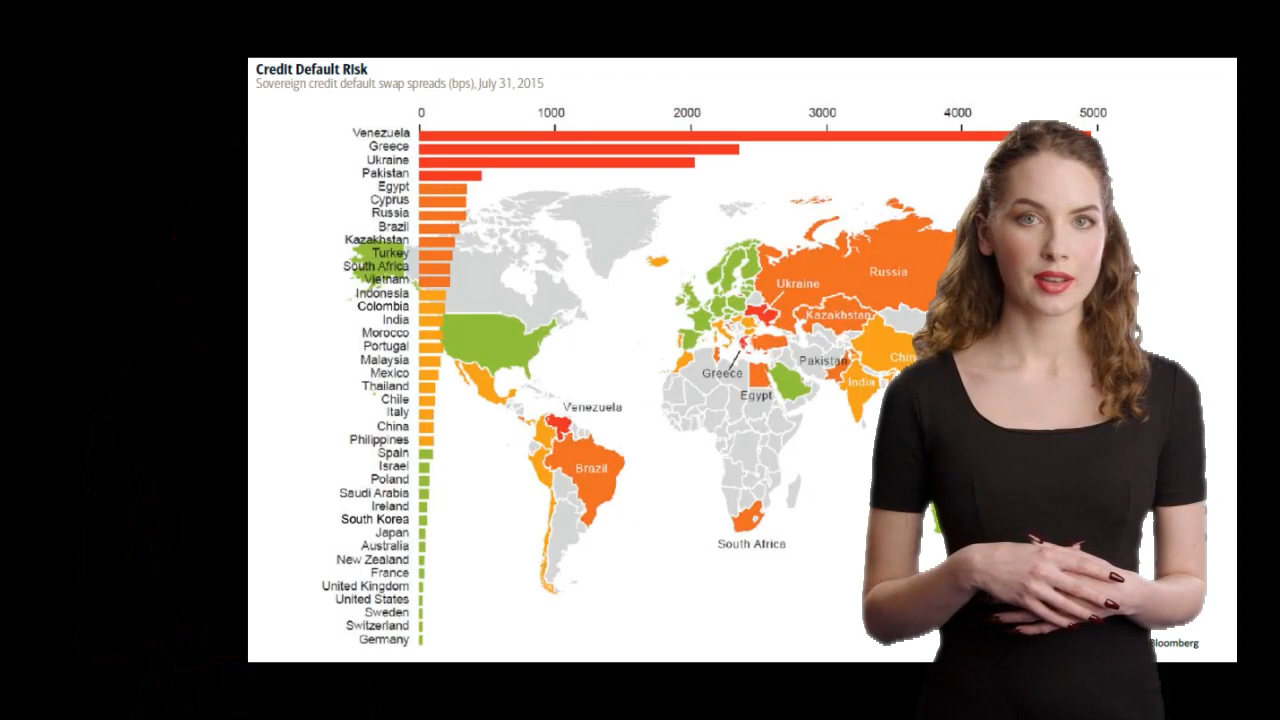 Credit Default Risk
Sovereign credit default swap spreads (bps), July 31, 2015
0 1000 2000 3000 4000 5000
Venezuela
Greece
Ukraine
Pakistan
Egypt
Cyprus
Russia
Brazil
Kazakhstan
Turkey
South Africa
Vietnam
Indonesia
Colombia
India
Morocco
Portugal
Malaysia
Mexico
Thailand
Chile
Italy
China
Philippines
Spain
Israel
Poland
Saudi Arabia
Ireland
South Korea
Japan
Australia
New Zealand
France
United Kingdom
United States
Sweden
Switzerland
Germany
Russia
Ukraine
Kazakhstan
Chin
Pakistan
Greece
India
Egypt
Venezuela
Brazil
South Africa
Bloomberg